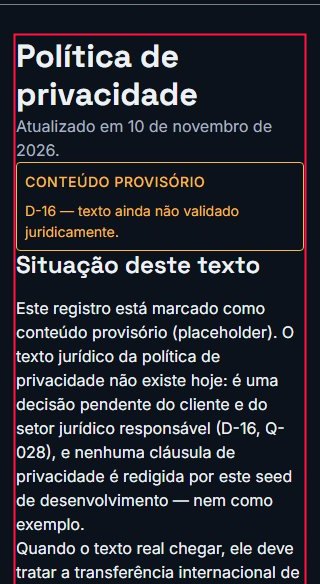 Política de
privacidade
Atualizado em 10 de novembro de
2026.
CONTEÚDO PROVISÓRIO
D-16 — texto ainda não validado
juridicamente.
Situação deste texto
Este registro está marcado como
conteúdo provisório (placeholder). O
texto jurídico da política de
privacidade não existe hoje: é uma
decisão pendente do cliente e do
setor jurídico responsável (D-16, Q-
028), e nenhuma cláusula de
privacidade é redigida por este seed
de desenvolvimento — nem como
exemplo.
Quando o texto real chegar, ele deve
tratar a transferência internacional de